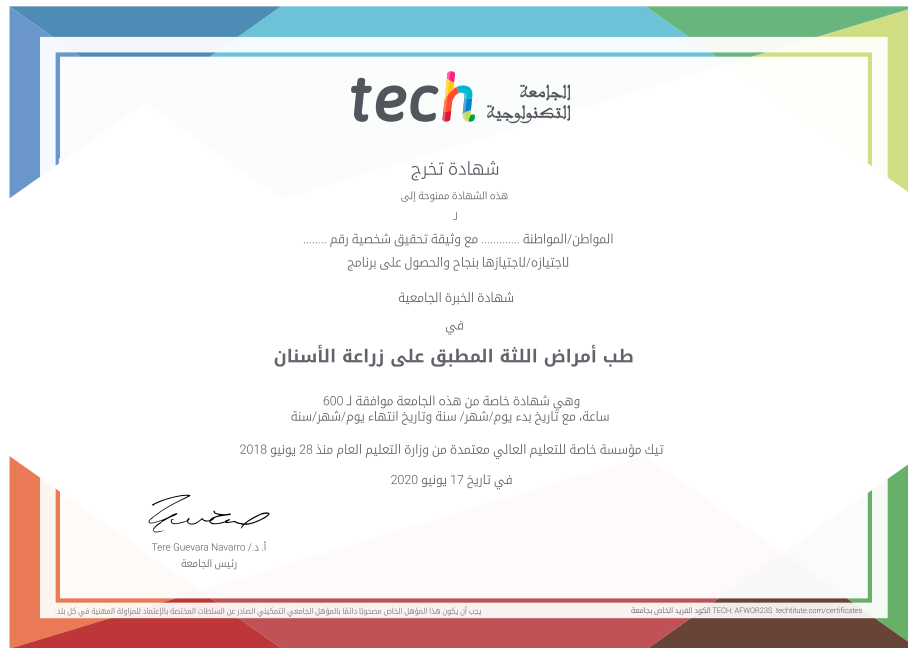 tech
الجامعة
التكنولوجية
شهادة تخرج
هذه الشهادة ممنوحة إلى
لـ
المواطن/المواطنة ............ مع وثيقة تحقيق شخصية رقم ........
لاجتيازه/لاجتيازها بنجاح والحصول على برنامج
شهادة الخبرة الجامعية
في
طب أمراض اللثة المطبق على زراعة الأسنان
وهي شهادة خاصة من هذه الجامعة موافقة لـ 600
ساعة، مع تاريخ بدء يوم/شهر/ سنة وتاريخ انتهاء يوم/شهر/سنة
تيك مؤسسة خاصة للتعليم العالي معتمدة من وزارة التعليم العام منذ 28 يونيو 2018
في تاريخ 17 يونيو 2020
أ. د./ Tere Guevara Navarro
رئيس الجامعة
يجب أن يكون هذا المؤهل الخاص مصحوبًا دائمًا بالمؤهل الجامعي التمكيني الصادر عن السلطات المختصة بالإعتماد للمزاولة المهنية في كل بلد.
الكود الفريد الخاص بجامعة TECH: AFWOR23S techtitute.com/certificates